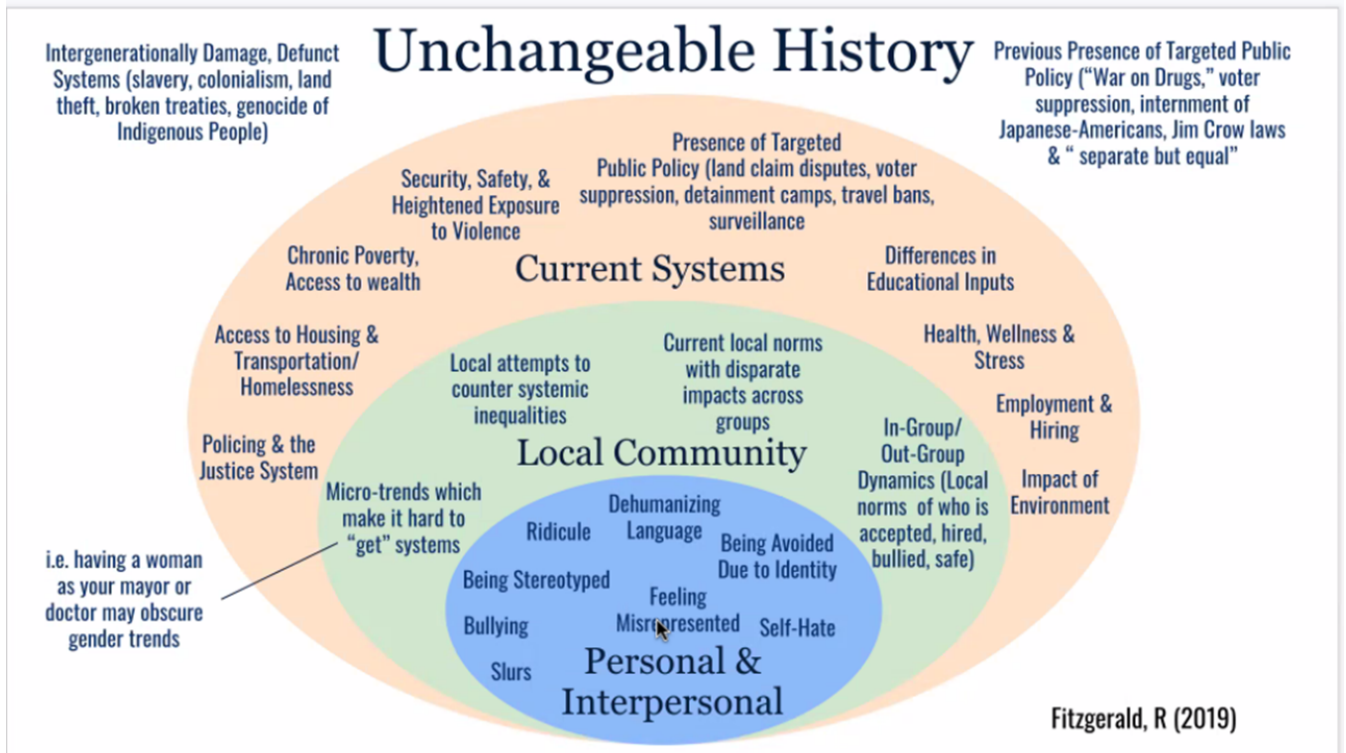 Unchangeable History
Intergenerationally Damage, Defunct
Systems (slavery, colonialism, land
theft, broken treaties, genocide of
Indigenous People)
Previous Presence of Targeted Public
Policy (“War on Drugs,” voter
suppression, internment of
Japanese-Americans, Jim Crow laws
& “ separate but equal”
Presence of Targeted
Public Policy (land claim disputes, voter
suppression, detainment camps, travel bans,
surveillance
Security, Safety, &
Heightened Exposure
to Violence
Chronic Poverty,
Access to wealth
Current Systems
Differences in
Educational Inputs
Access to Housing &
Transportation/
Homelessness
Health, Wellness &
Stress
Employment &
Hiring
Policing & the
Justice System
Impact of
Environment
Local attempts to
counter systemic
inequalities
Current local norms
with disparate
impacts across
groups
Local Community
In-Group/
Out-Group
Dynamics (Local
norms of who is
accepted, hired,
bullied, safe)
Micro-trends which
make it hard to
“get” systems
i.e. having a woman
as your mayor or
doctor may obscure
gender trends
Dehumanizing
Language
Ridicule
Being Avoided
Due to Identity
Being Stereotyped
Feeling
Misrepresented
Bullying
Self-Hate
Slurs
Personal &
Interpersonal
Fitzgerald, R (2019)